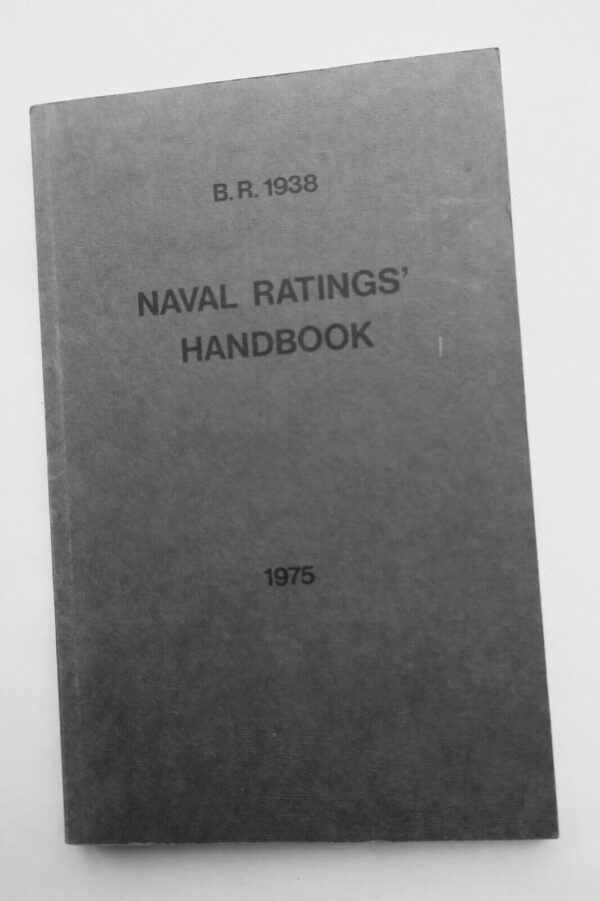 B.R. 1938
NAVAL RATINGS'
HANDBOOK
1975